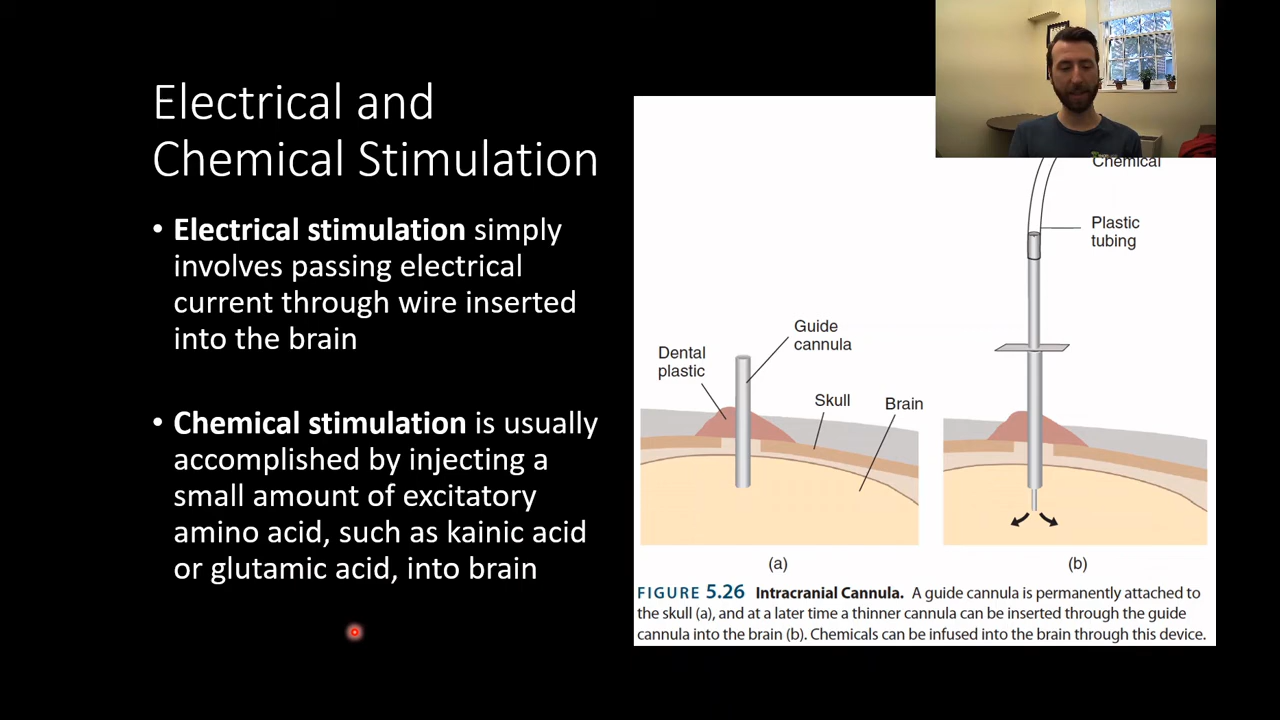 Electrical and
Chemical Stimulation
• Electrical stimulation simply
involves passing electrical
current through wire inserted
into the brain
• Chemical stimulation is usually
accomplished by injecting a
small amount of excitatory
amino acid, such as kainic acid
or glutamic acid, into brain
Chemical
Plastic
tubing
Guide
cannula
Dental
plastic
Skull
Brain
(a)
(b)
FIGURE 5.26 Intracranial Cannula. A guide cannula is permanently attached to
the skull (a), and at a later time a thinner cannula can be inserted through the guide
cannula into the brain (b). Chemicals can be infused into the brain through this device.